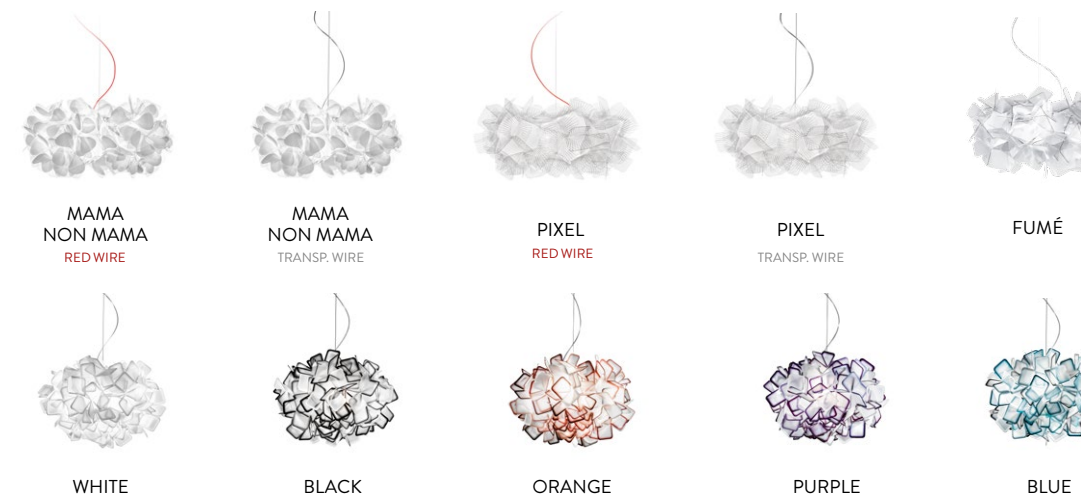 MAMA
NON MAMA
RED WIRE
MAMA
NON MAMA
TRANSP. WIRE
PIXEL
RED WIRE
PIXEL
TRANSP. WIRE
FUMÉ
WHITE
BLACK
ORANGE
PURPLE
BLUE